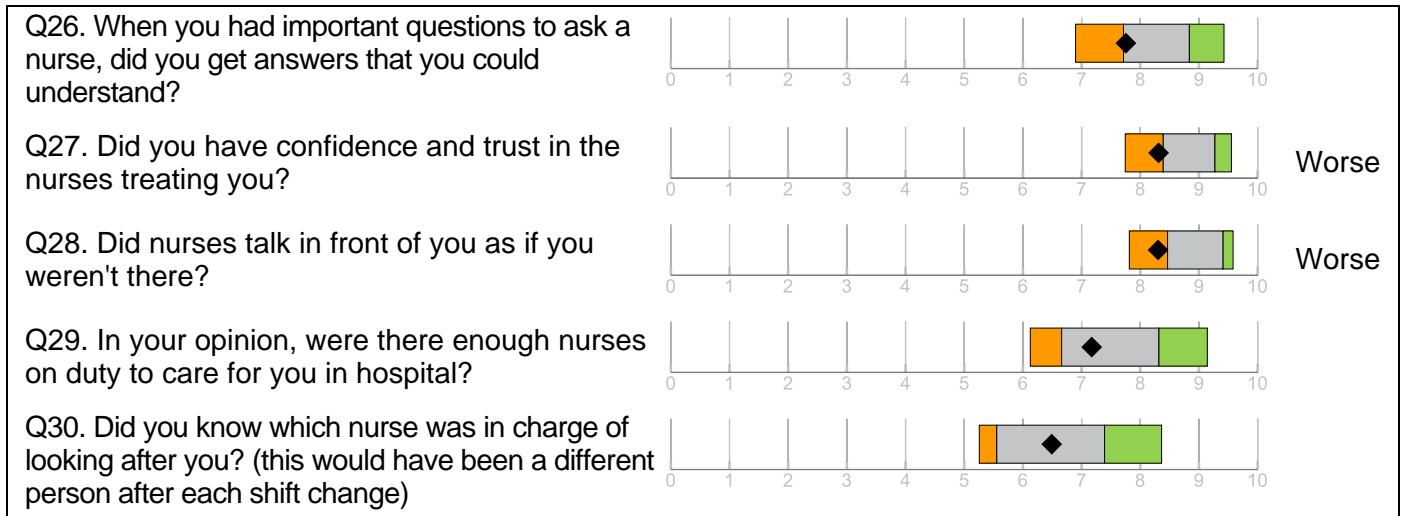 Q26. When you had important questions to ask a
nurse, did you get answers that you could
understand?
0 1 2 3 4 5 6 7 8 9 10
Q27. Did you have confidence and trust in the
nurses treating you?
Worse
0 1 2 3 4 5 6 7 8 9 10
Q28. Did nurses talk in front of you as if you
weren't there?
Worse
0 1 2 3 4 5 6 7 8 9 10
Q29. In your opinion, were there enough nurses
on duty to care for you in hospital?
0 1 2 3 4 5 6 7 8 9 10
Q30. Did you know which nurse was in charge of
looking after you? (this would have been a different
person after each shift change)
0 1 2 3 4 5 6 7 8 9 10